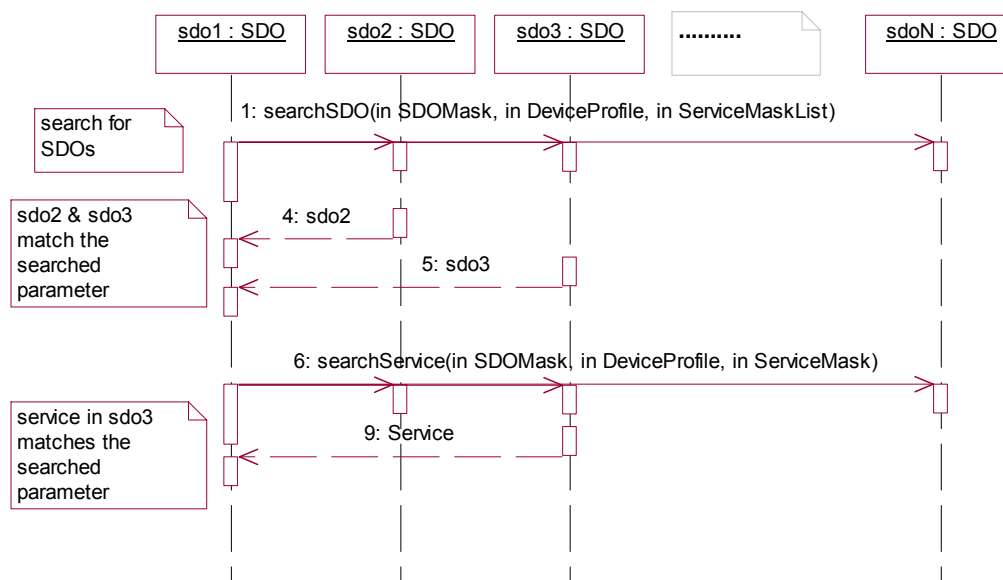 sdo1 : SDO
sdo2 : SDO
sdo3 : SDO
..........
sdoN : SDO
1: searchSDO(in SDOMask, in DeviceProfile, in ServiceMaskList)
search for
SDOs
sdo2 & sdo3
match the
searched
parameter
4: sdo2
5: sdo3
6: searchService(in SDOMask, in DeviceProfile, in ServiceMask)
service in sdo3
matches the
searched
parameter
9: Service